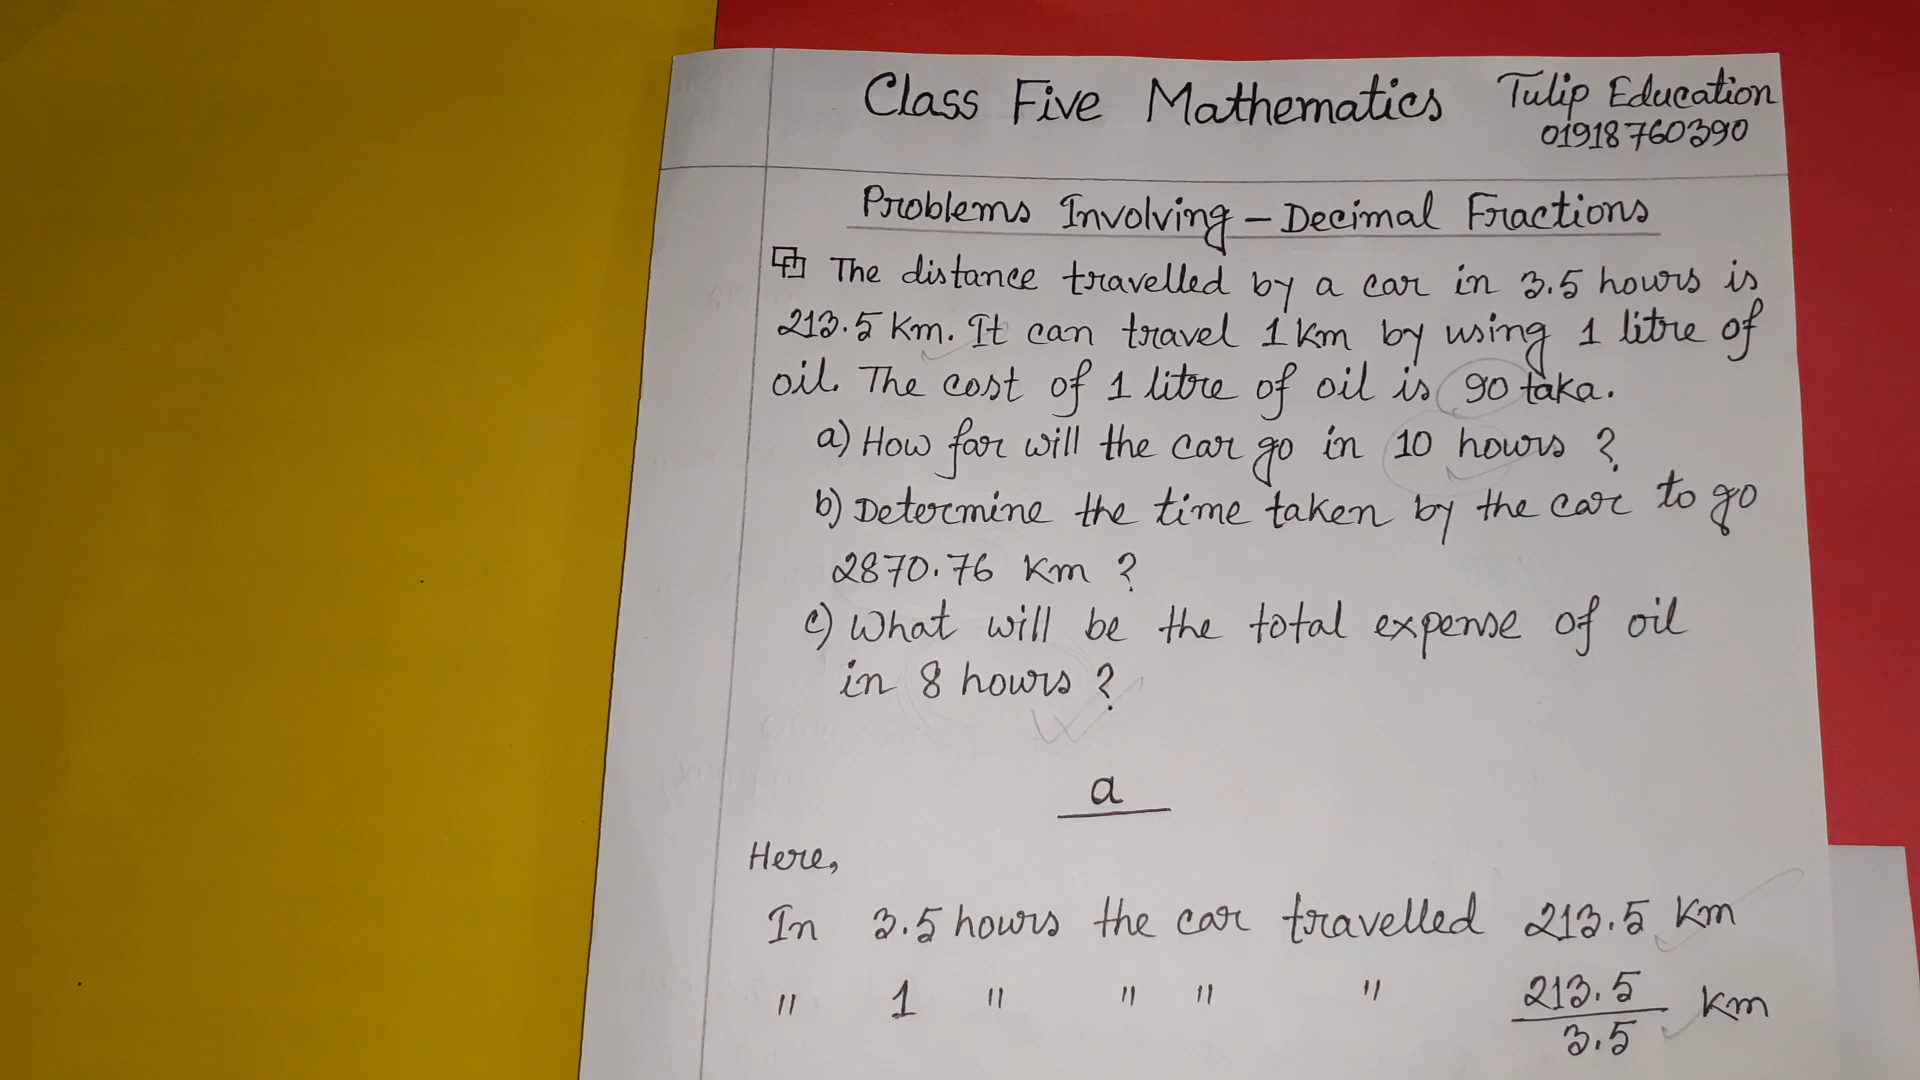 Class Five Mathematics
Tulip Education
01918760390
Problems Involving - Decimal Fractions
The distance travelled by a car in 3.5 hours is
213.5 km. It can travel 1 km by using 1 litre of
oil. The cost of 1 litre of oil is 90 taka.
a) How far will the car go in 10 hours ?
b) Determine the time taken by the car to go
2870.76 km ?
c) What will be the total expense of oil
in 8 hours ?
a
Here,
In 3.5 hours the car travelled 213.5 km
" 1 " " " " 213.5/3.5 km